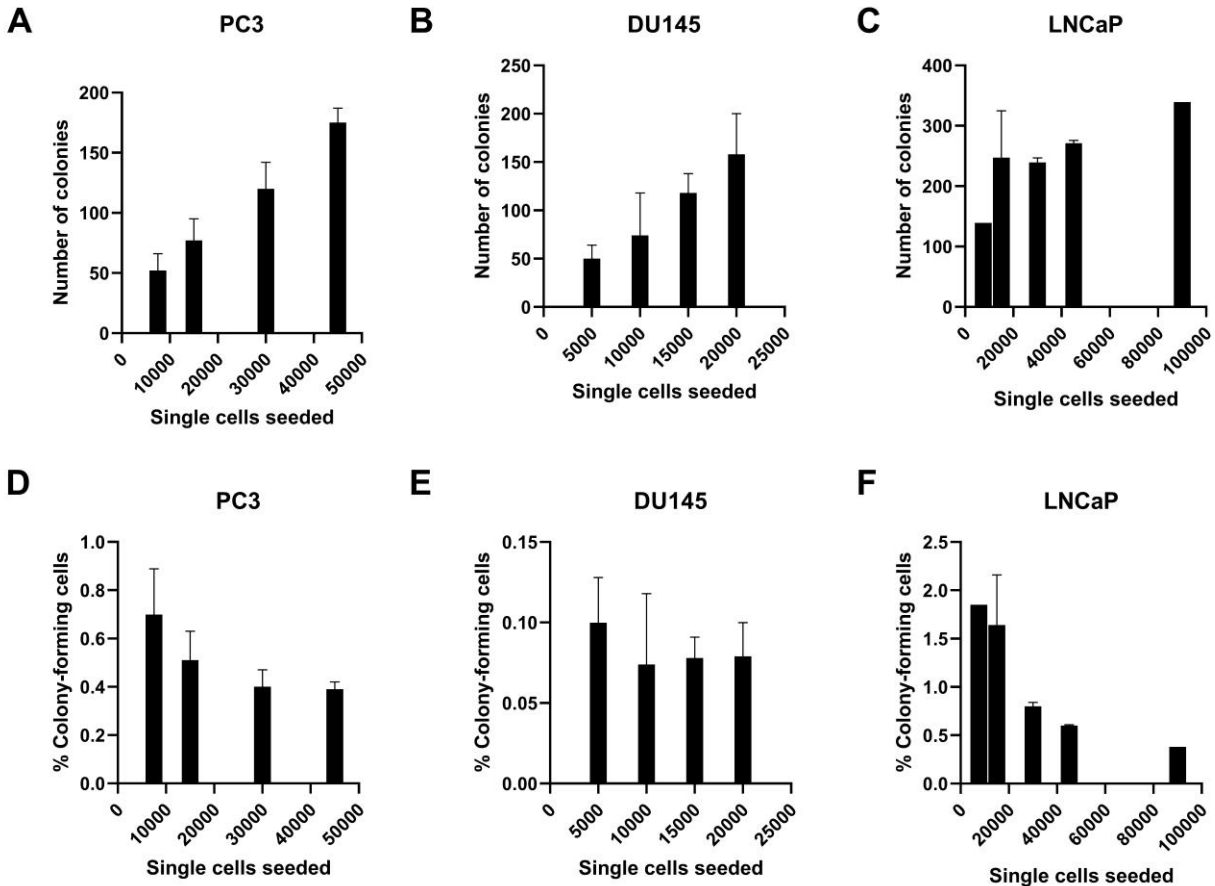 A
PC3
Number of colonies
200
150
100
50
0
0
10000
20000
30000
40000
50000
Single cells seeded
B
DU145
Number of colonies
250
200
150
100
50
0
0
5000
10000
15000
20000
25000
Single cells seeded
C
LNCaP
Number of colonies
400
300
200
100
0
0
20000
40000
60000
80000
100000
Single cells seeded
D
PC3
% Colony-forming cells
1.0
0.8
0.6
0.4
0.2
0.0
0
10000
20000
30000
40000
50000
Single cells seeded
E
DU145
% Colony-forming cells
0.15
0.10
0.05
0.00
0
5000
10000
15000
20000
25000
Single cells seeded
F
LNCaP
% Colony-forming cells
2.5
2.0
1.5
1.0
0.5
0.0
0
20000
40000
60000
80000
100000
Single cells seeded